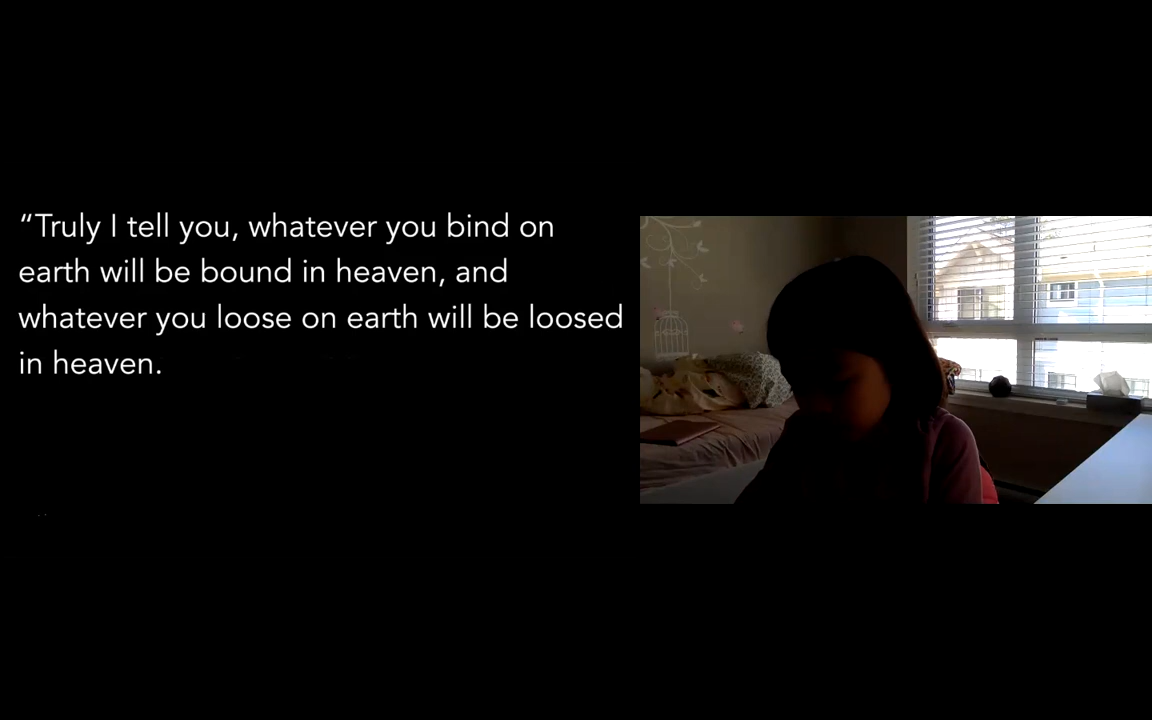 “Truly I tell you, whatever you bind on
earth will be bound in heaven, and
whatever you loose on earth will be loosed
in heaven.